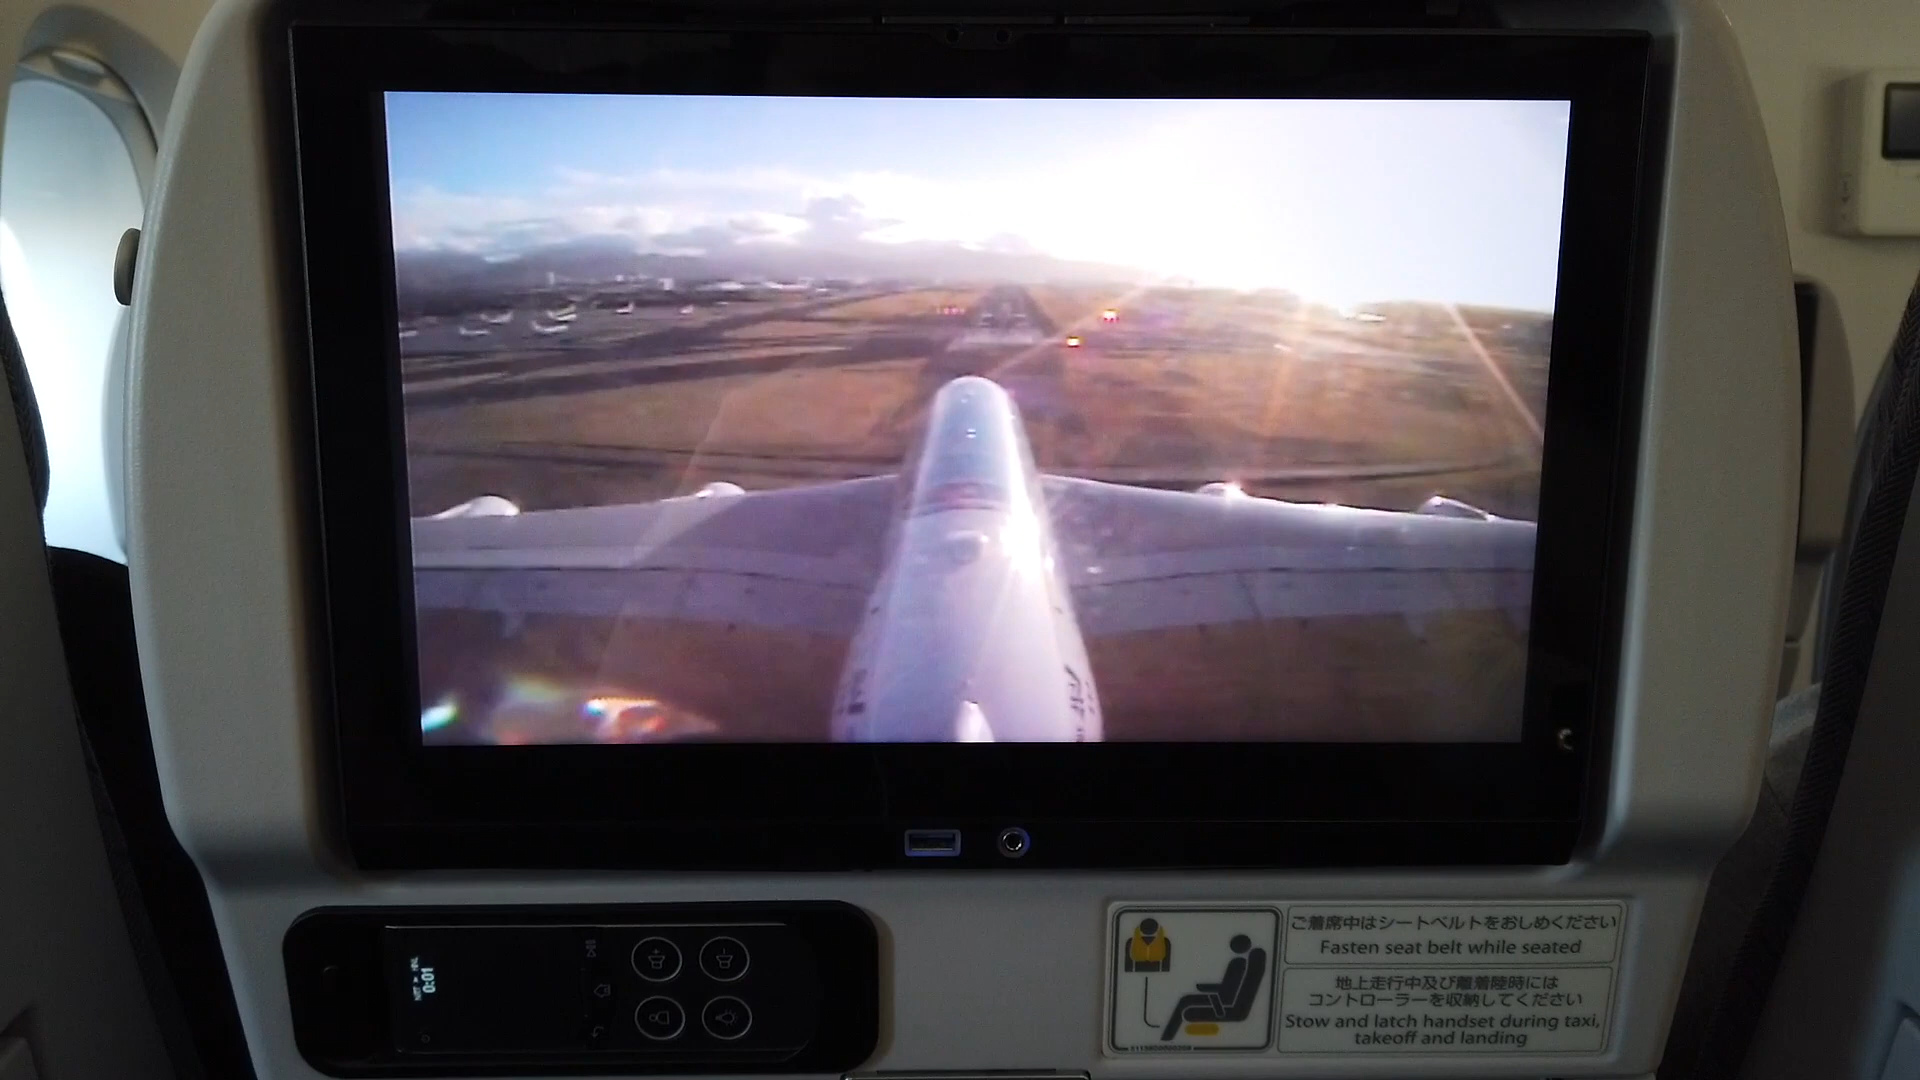 NRT ▸ HNL
0:01
ご着席中はシートベルトをおしめください
Fasten seat belt while seated
地上走行中及び離着陸時には
コントローラーを収納してください
Stow and latch handset during taxi,
takeoff and landing